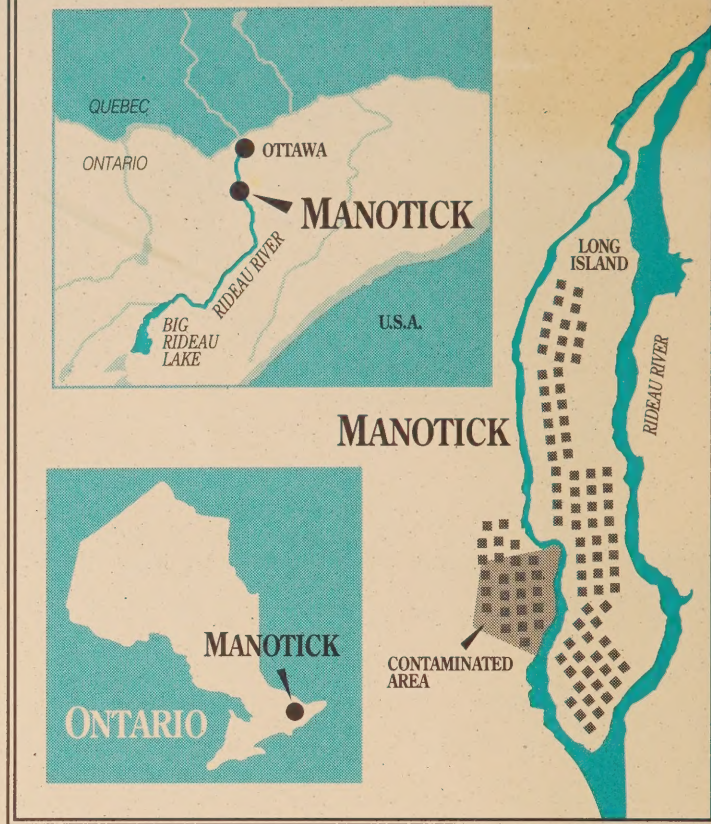 QUEBEC
ONTARIO
OTTAWA
MANOTICK
RIDEAU RIVER
BIG
RIDEAU
LAKE
U.S.A.
LONG
ISLAND
RIDEAU RIVER
MANOTICK
CONTAMINATED
AREA
MANOTICK
ONTARIO